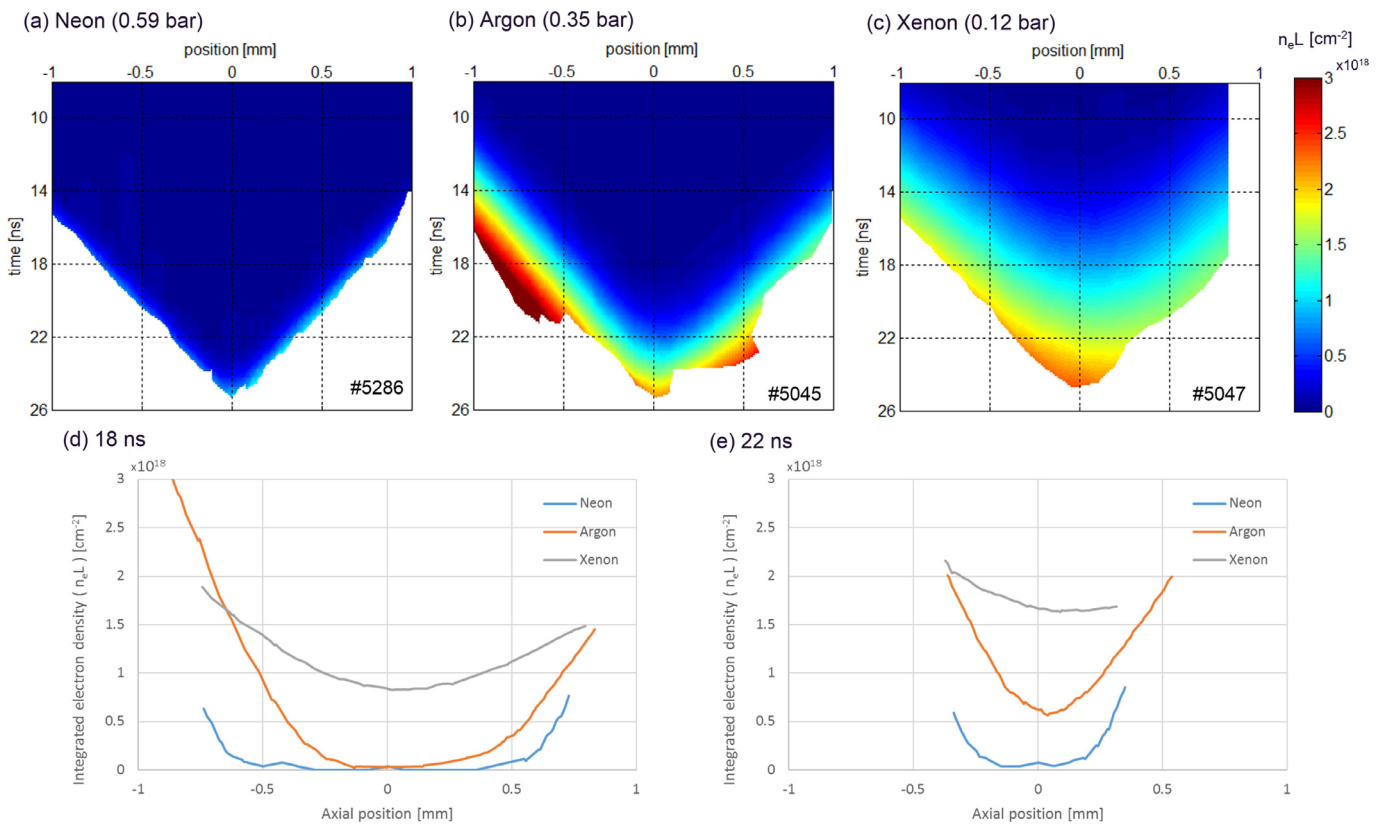 (a) Neon (0.59 bar)
(b) Argon (0.35 bar)
(c) Xenon (0.12 bar)
position [mm]
-1 -0.5 0 0.5 1
time [ns]
10
14
18
22
26
#5286
position [mm]
-1 -0.5 0 0.5 1
time [ns]
10
14
18
22
26
#5045
position [mm]
-1 -0.5 0 0.5 1
time [ns]
10
14
18
22
26
#5047
nₑL [cm⁻²]
×10¹⁸
3
2.5
2
1.5
1
0.5
0
(d) 18 ns
×10¹⁸
Integrated electron density ( nₑL ) [cm⁻²]
3
2.5
2
1.5
1
0.5
0
-1 -0.5 0 0.5 1
Axial position [mm]
Neon
Argon
Xenon
(e) 22 ns
×10¹⁸
Integrated electron density ( nₑL ) [cm⁻²]
3
2.5
2
1.5
1
0.5
0
-1 -0.5 0 0.5 1
Axial position [mm]
Neon
Argon
Xenon